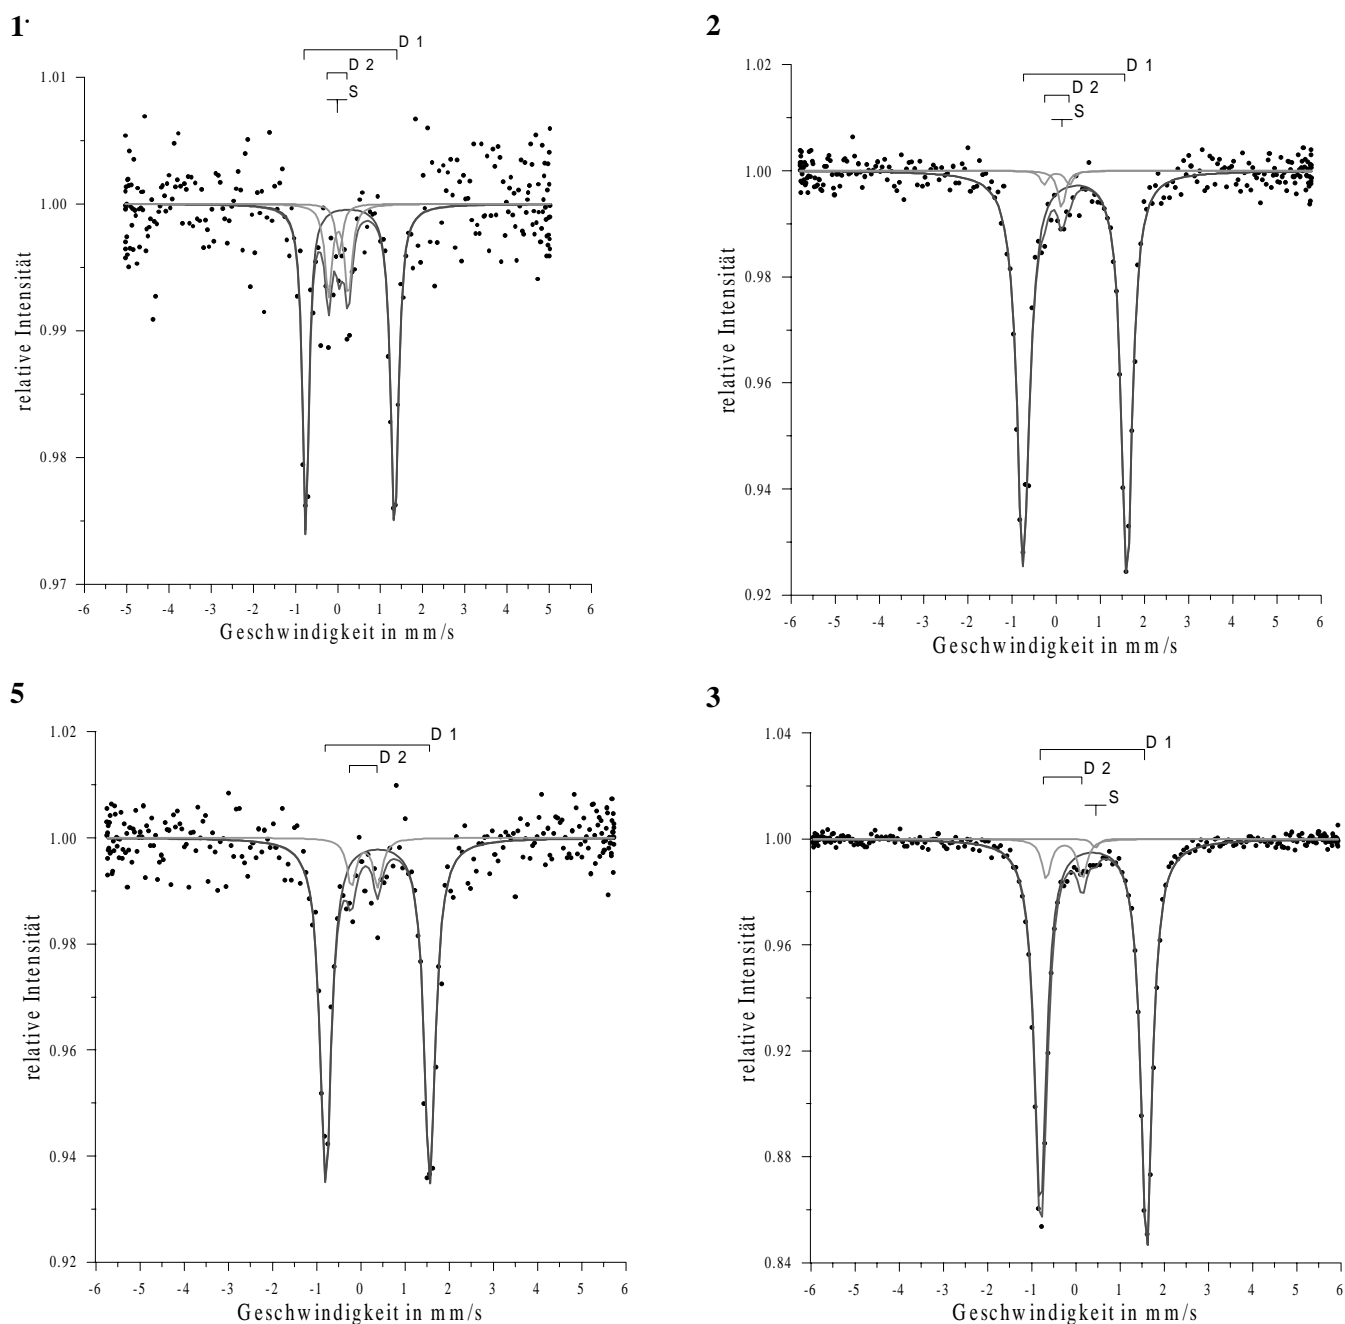 1
D 1
D 2
S
1.01
1.00
0.99
0.98
0.97
-6 -5 -4 -3 -2 -1 0 1 2 3 4 5 6
relative Intensität
Geschwindigkeit in mm/s
2
D 1
D 2
S
1.02
1.00
0.98
0.96
0.94
0.92
-6 -5 -4 -3 -2 -1 0 1 2 3 4 5 6
relative Intensität
Geschwindigkeit in mm/s
5
D 1
D 2
1.02
1.00
0.98
0.96
0.94
0.92
-6 -5 -4 -3 -2 -1 0 1 2 3 4 5 6
relative Intensität
Geschwindigkeit in mm/s
3
D 1
D 2
S
1.04
1.00
0.96
0.92
0.88
0.84
-6 -5 -4 -3 -2 -1 0 1 2 3 4 5 6
relative Intensität
Geschwindigkeit in mm/s